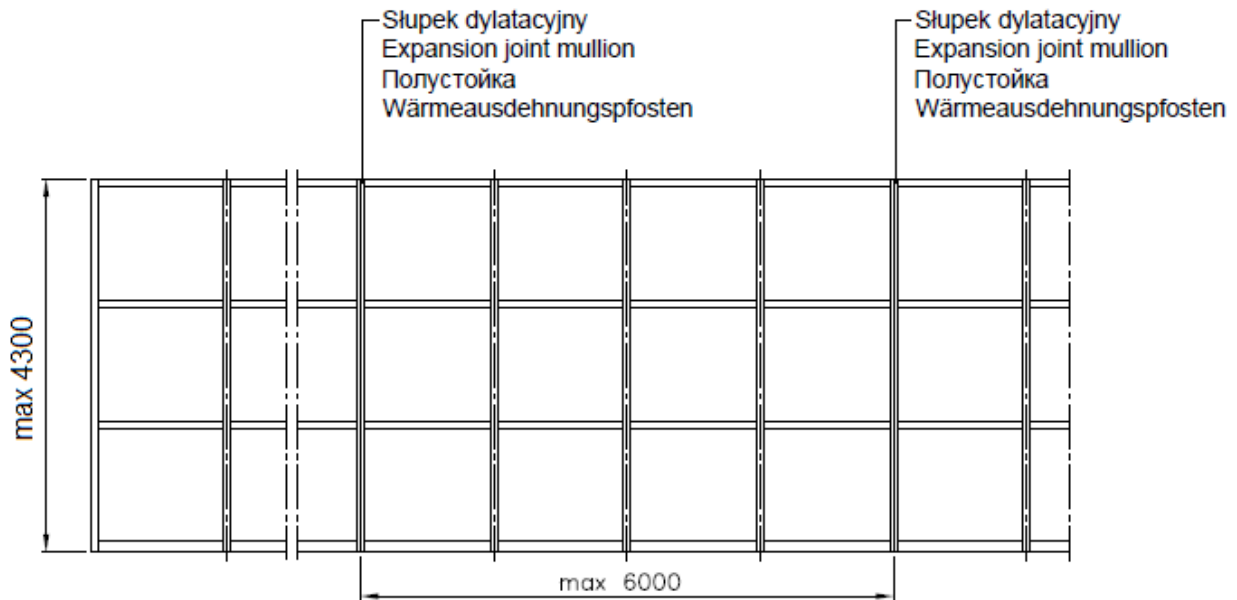 Słupek dylatacyjny
Expansion joint mullion
Полустойка
Wärmeausdehnungspfosten
Słupek dylatacyjny
Expansion joint mullion
Полустойка
Wärmeausdehnungspfosten
max 4300
max 6000